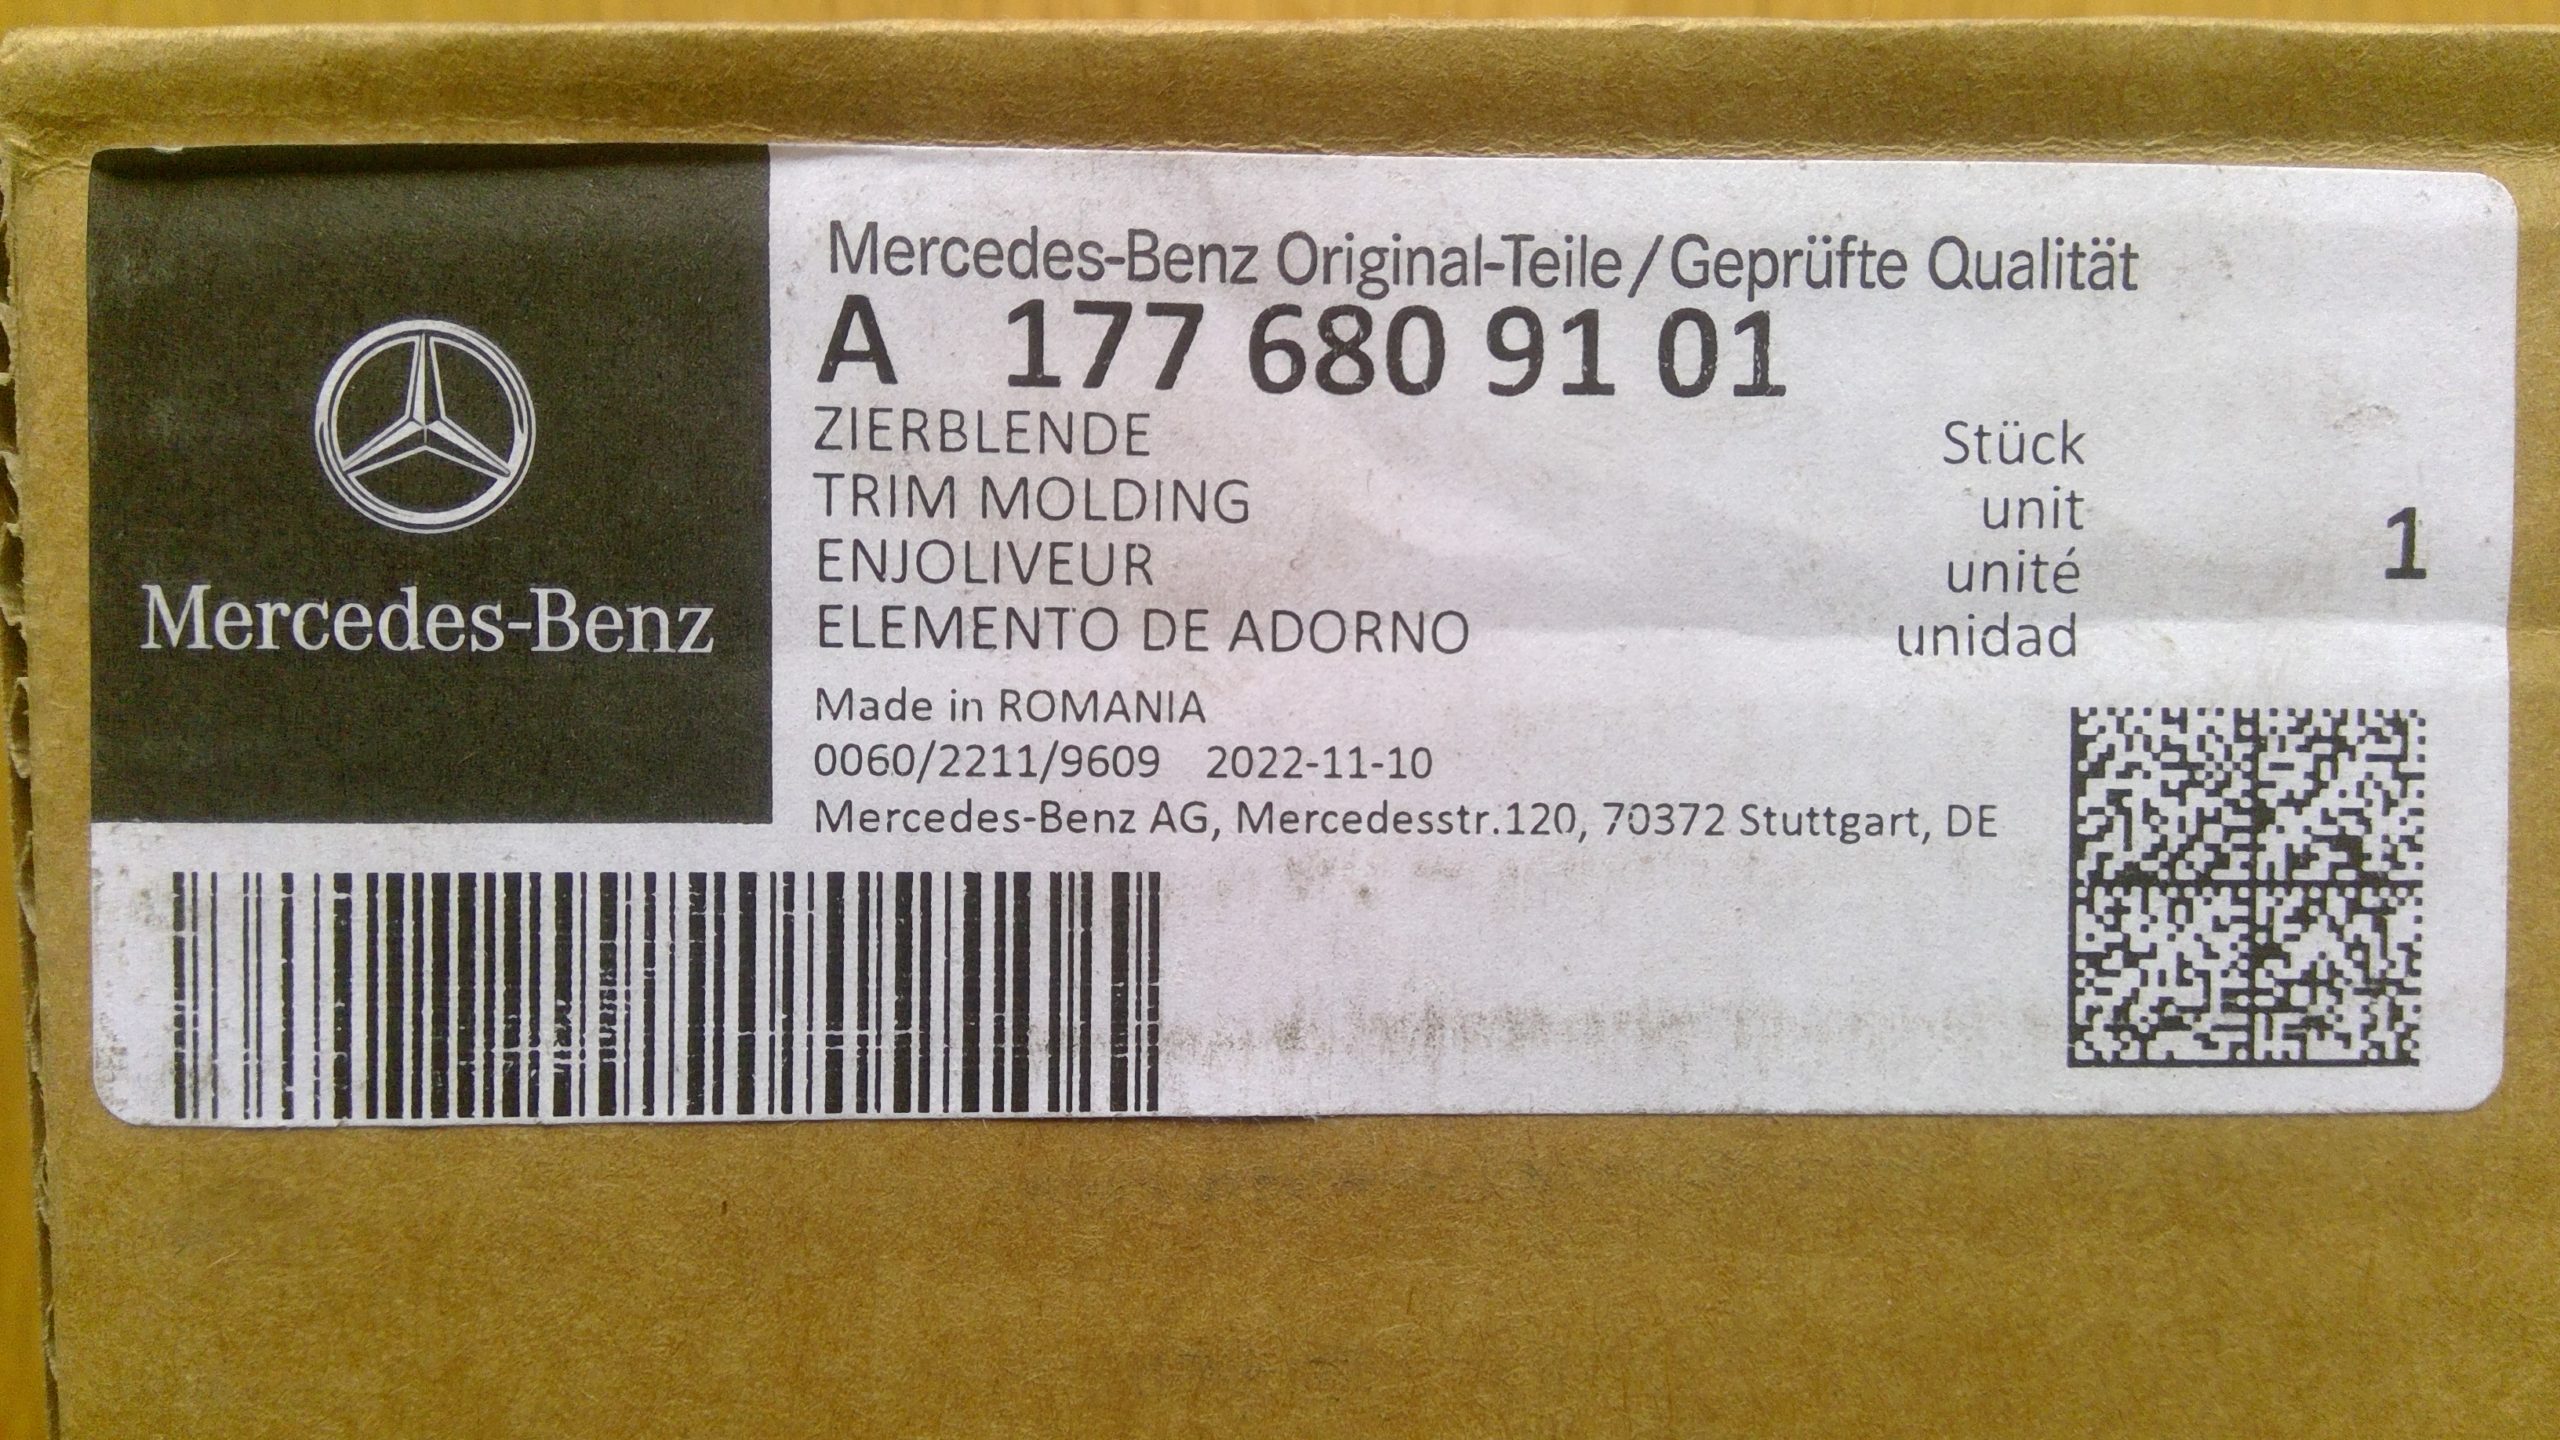 Mercedes-Benz
Mercedes-Benz Original-Teile/Geprüfte Qualität
A 177 680 91 01
ZIERBLENDE
TRIM MOLDING
ENJOLIVEUR
ELEMENTO DE ADORNO
Stück
unit
unité
unidad
1
Made in ROMANIA
0060/2211/9609 2022-11-10
Mercedes-Benz AG, Mercedesstr.120, 70372 Stuttgart, DE